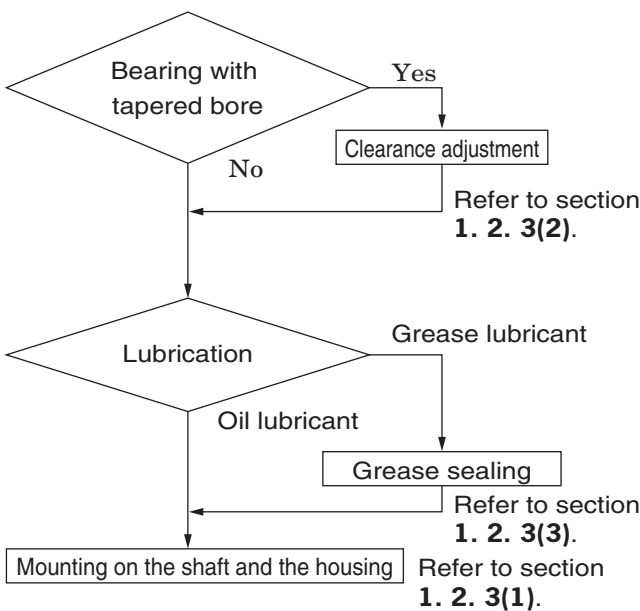 Bearing with
tapered bore
Yes
Clearance adjustment
No
Refer to section
1. 2. 3(2).
Lubrication
Grease lubricant
Oil lubricant
Grease sealing
Refer to section
1. 2. 3(3).
Mounting on the shaft and the housing
Refer to section
1. 2. 3(1).